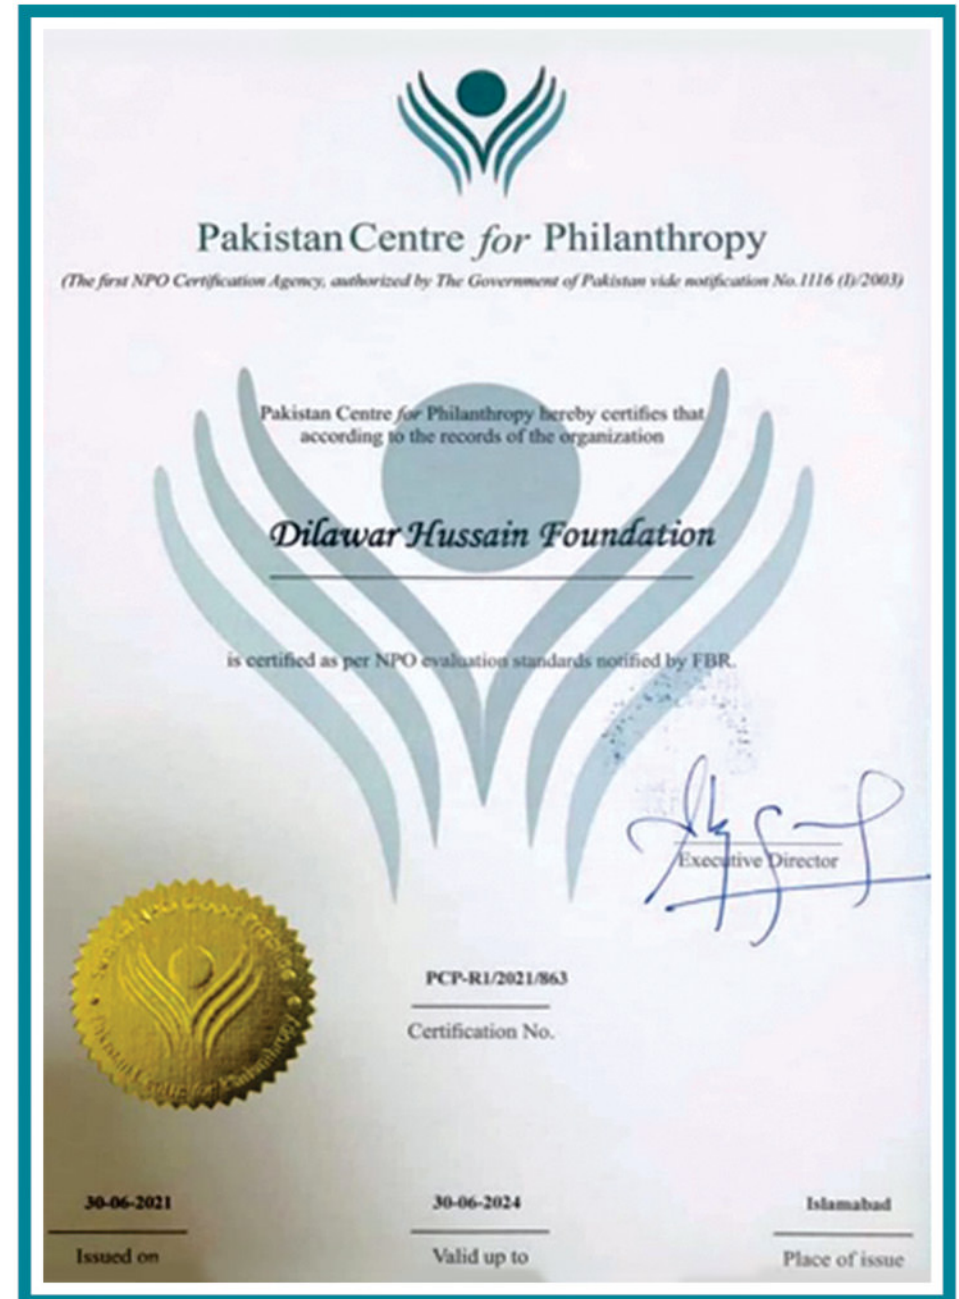 Pakistan Centre for Philanthropy
(The first NPO Certification Agency, authorized by The Government of Pakistan vide notification No.1116 (I)/2003)
Pakistan Centre for Philanthropy hereby certifies that
according to the records of the organization
Dilawar Hussain Foundation
is certified as per NPO evaluation standards notified by FBR.
Executive Director
PCP-R1/2021/863
Certification No.
30-06-2021
30-06-2024
Islamabad
Issued on
Valid up to
Place of issue